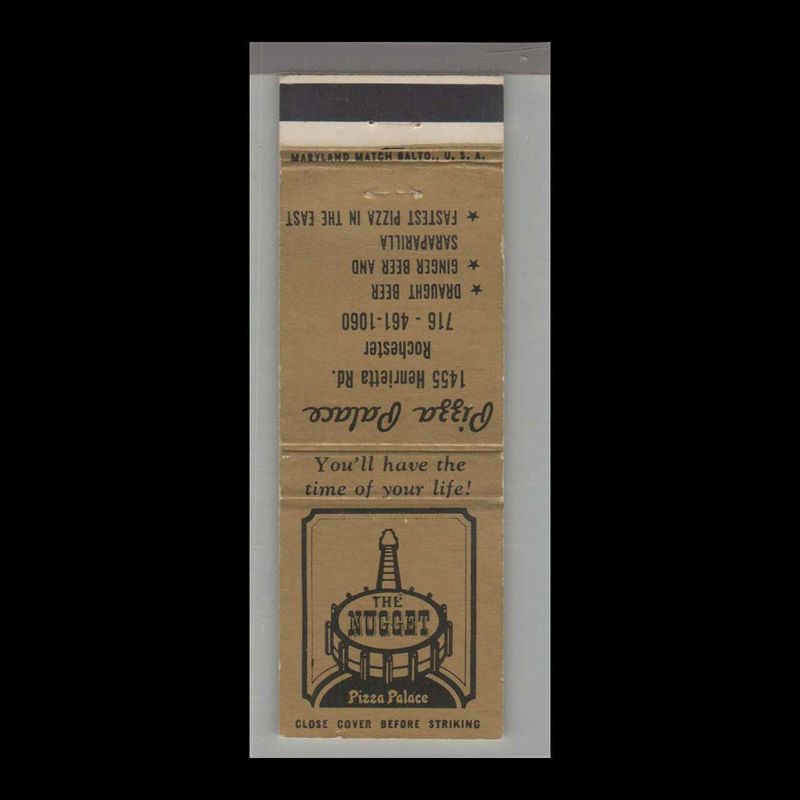 MARYLAND MATCH BALTO., U. S. A.
Pizza Palace
1455 Henrietta Rd.
Rochester
716 - 461-1060
★ DRAUGHT BEER
★ GINGER BEER AND
SARAPARILLA
★ FASTEST PIZZA IN THE EAST
You'll have the
time of your life!
THE
NUGGET
Pizza Palace
CLOSE COVER BEFORE STRIKING